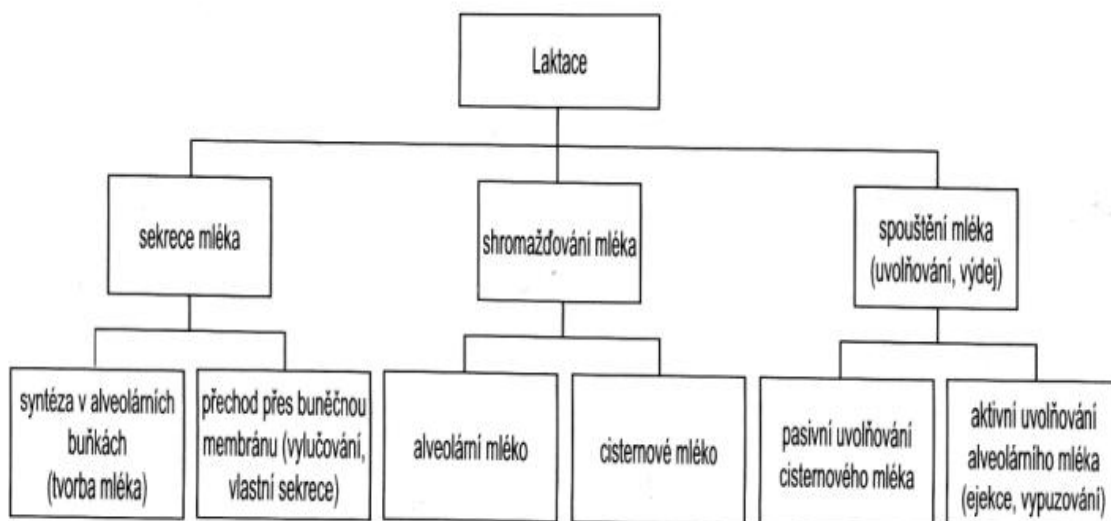 Laktace
sekrece mléka
shromažďování mléka
spouštění mléka
(uvolňování, výdej)
syntéza v alveolárních
buňkách
(tvorba mléka)
přechod přes buněčnou
membránu (vylučování,
vlastní sekrece)
alveolární mléko
cisternové mléko
pasivní uvolňování
cisternového mléka
aktivní uvolňování
alveolárního mléka
(ejekce, vypuzování)